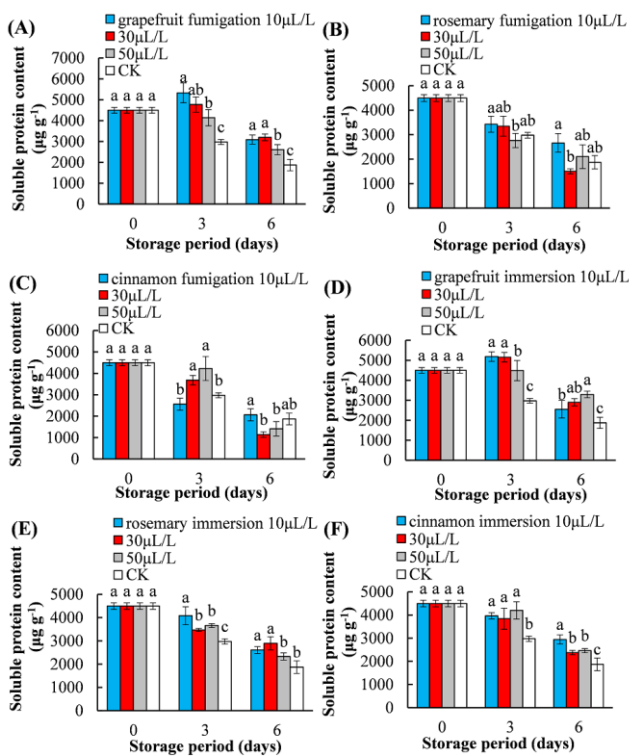 (A)
grapefruit fumigation 10μL/L
30μL/L
50μL/L
CK
Soluble protein content
(μg g⁻¹)
6000
5000
4000
3000
2000
1000
0
a a a a
a ab b c
a a b c
0 3 6
Storage period (days)
(B)
rosemary fumigation 10μL/L
30μL/L
50μL/L
CK
Soluble protein content
(μg g⁻¹)
5000
4000
3000
2000
1000
0
a a a a
a ab b ab
a b ab ab
0 3 6
Storage period (days)
(C)
cinnamon fumigation 10μL/L
30μL/L
50μL/L
CK
Soluble protein content
(μg g⁻¹)
6000
5000
4000
3000
2000
1000
0
a a a a
b a a b
a b b ab
0 3 6
Storage period (days)
(D)
grapefruit immersion 10μL/L
30μL/L
50μL/L
CK
Soluble protein content
(μg g⁻¹)
6000
5000
4000
3000
2000
1000
0
a a a a
a a b c
b ab a c
0 3 6
Storage period (days)
(E)
rosemary immersion 10μL/L
30μL/L
50μL/L
CK
Soluble protein content
(μg g⁻¹)
5000
4000
3000
2000
1000
0
a a a a
a b b c
a a b b
0 3 6
Storage period (days)
(F)
cinnamon immersion 10μL/L
30μL/L
50μL/L
CK
Soluble protein content
(μg g⁻¹)
5000
4000
3000
2000
1000
0
a a a a
a a a b
a b b c
0 3 6
Storage period (days)